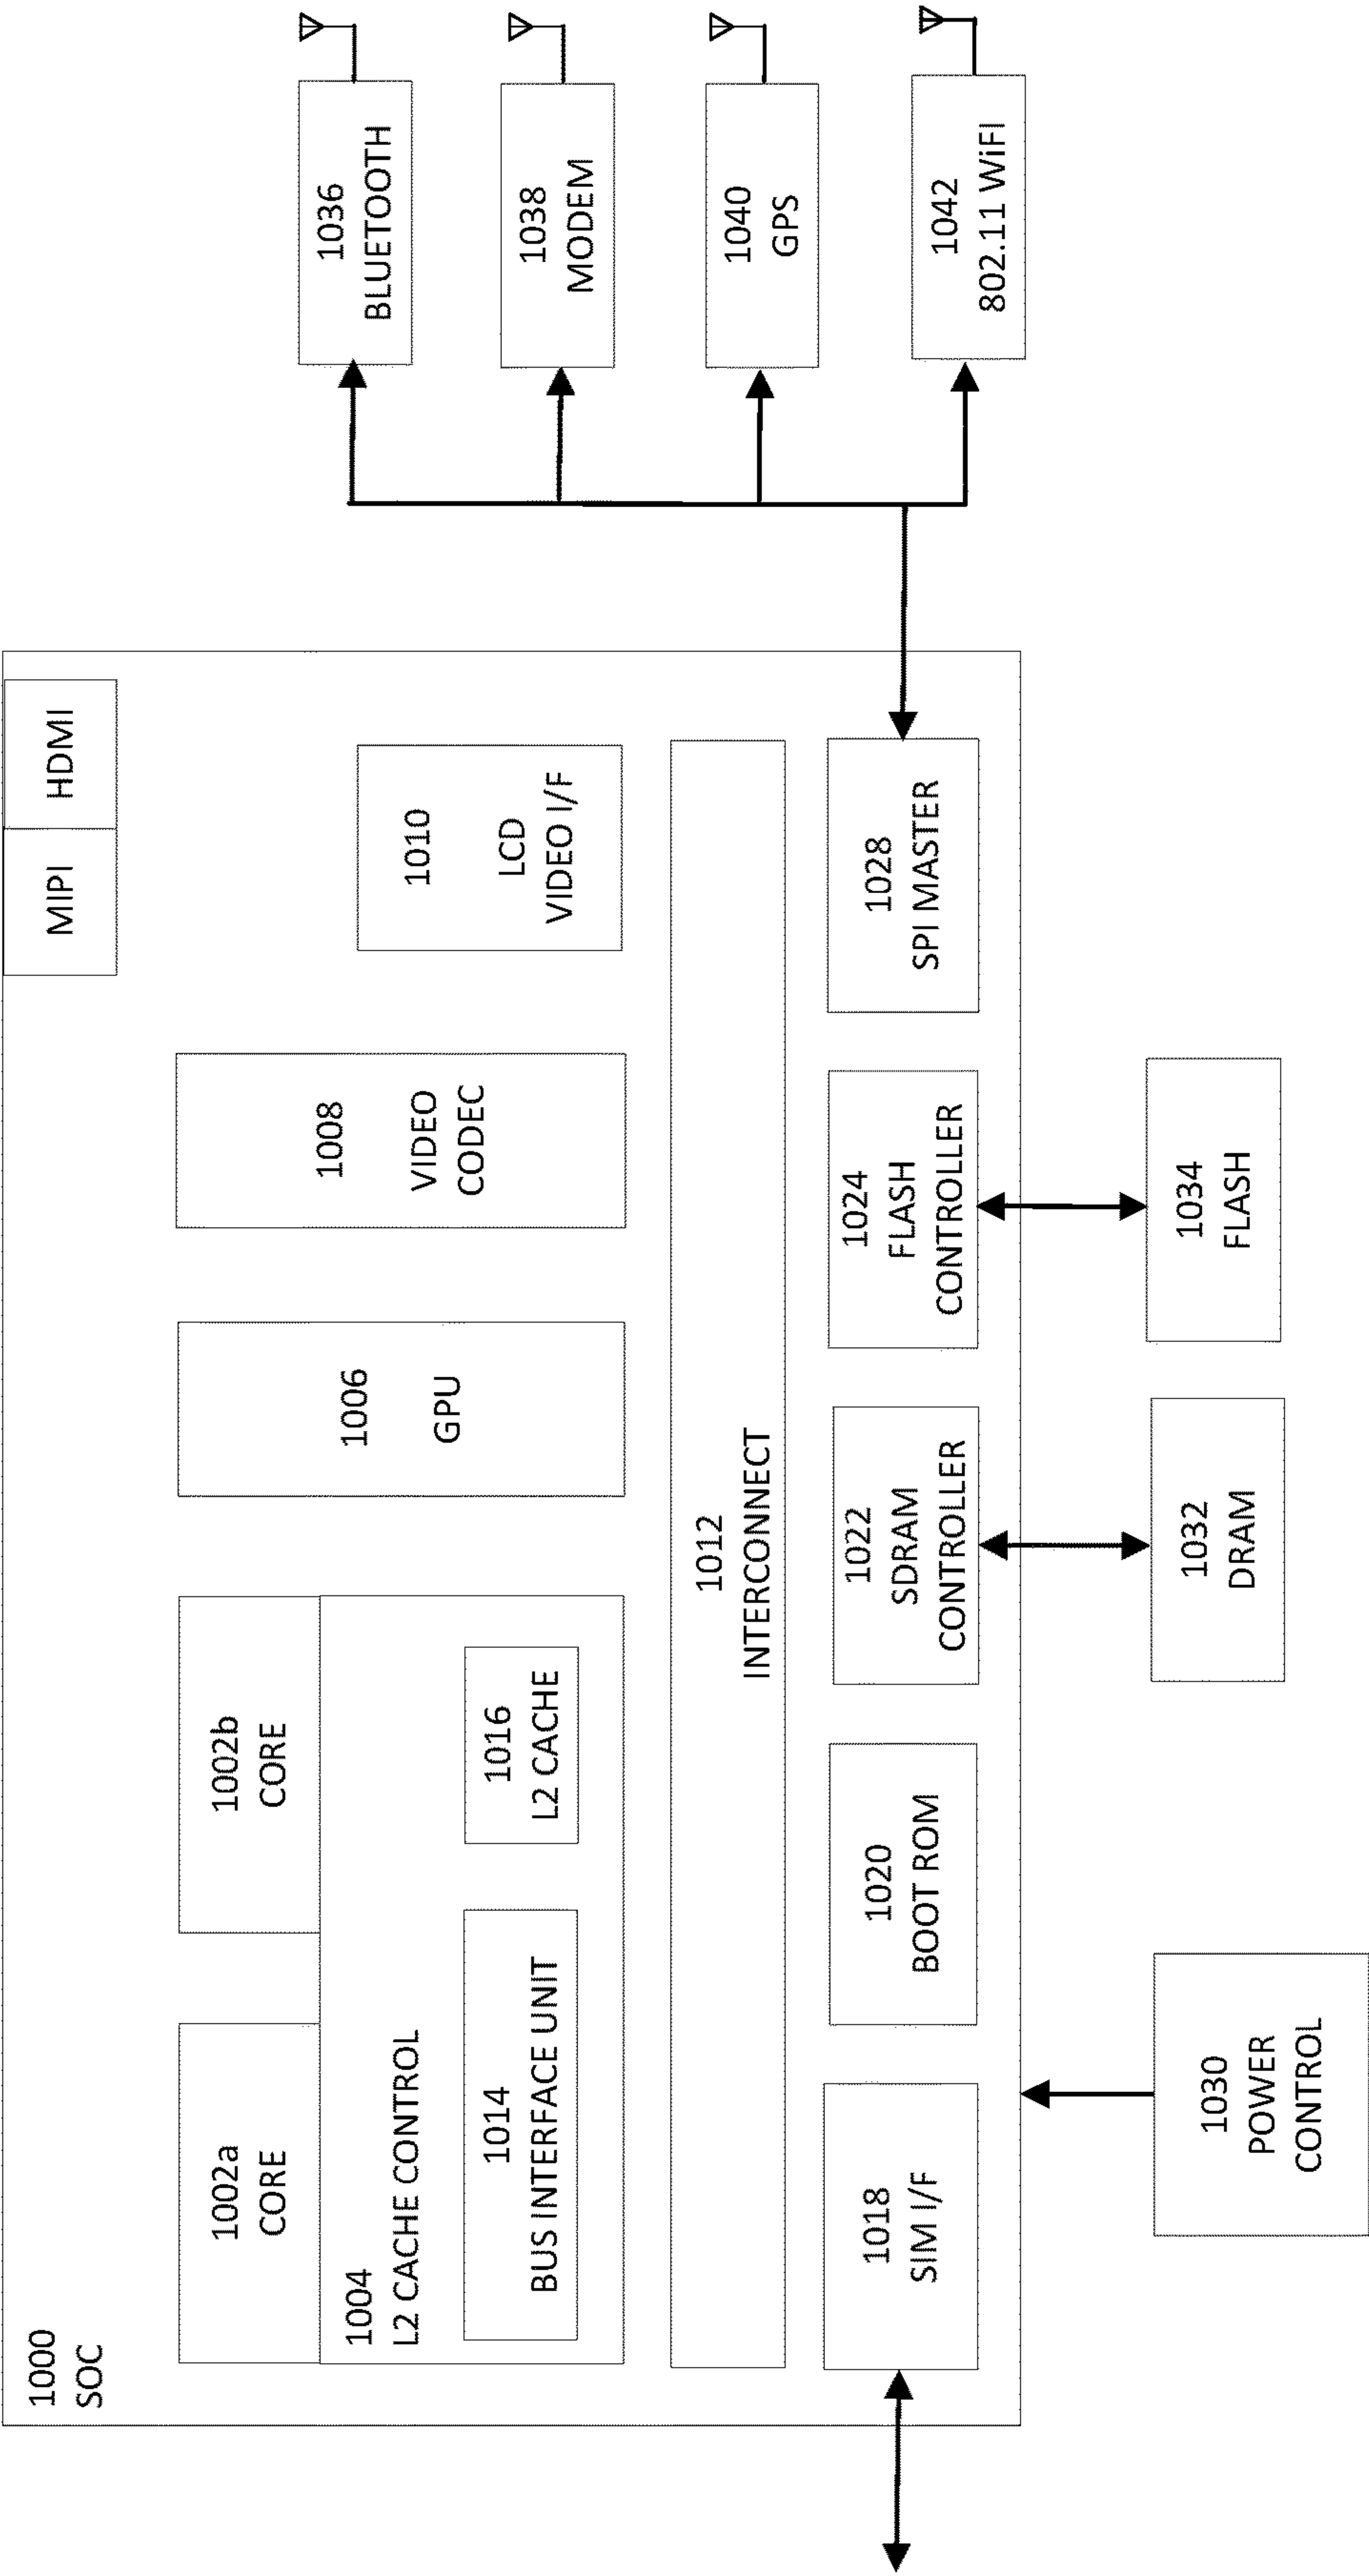 1000
SOC
MIPI
HDMI
1002a
CORE
1002b
CORE
1004
L2 CACHE CONTROL
1014
BUS INTERFACE UNIT
1016
L2 CACHE
1006
GPU
1008
VIDEO
CODEC
1010
LCD
VIDEO I/F
1012
INTERCONNECT
1018
SIM I/F
1020
BOOT ROM
1022
SDRAM
CONTROLLER
1024
FLASH
CONTROLLER
1028
SPI MASTER
1030
POWER
CONTROL
1032
DRAM
1034
FLASH
1036
BLUETOOTH
1038
MODEM
1040
GPS
1042
802.11 WiFI